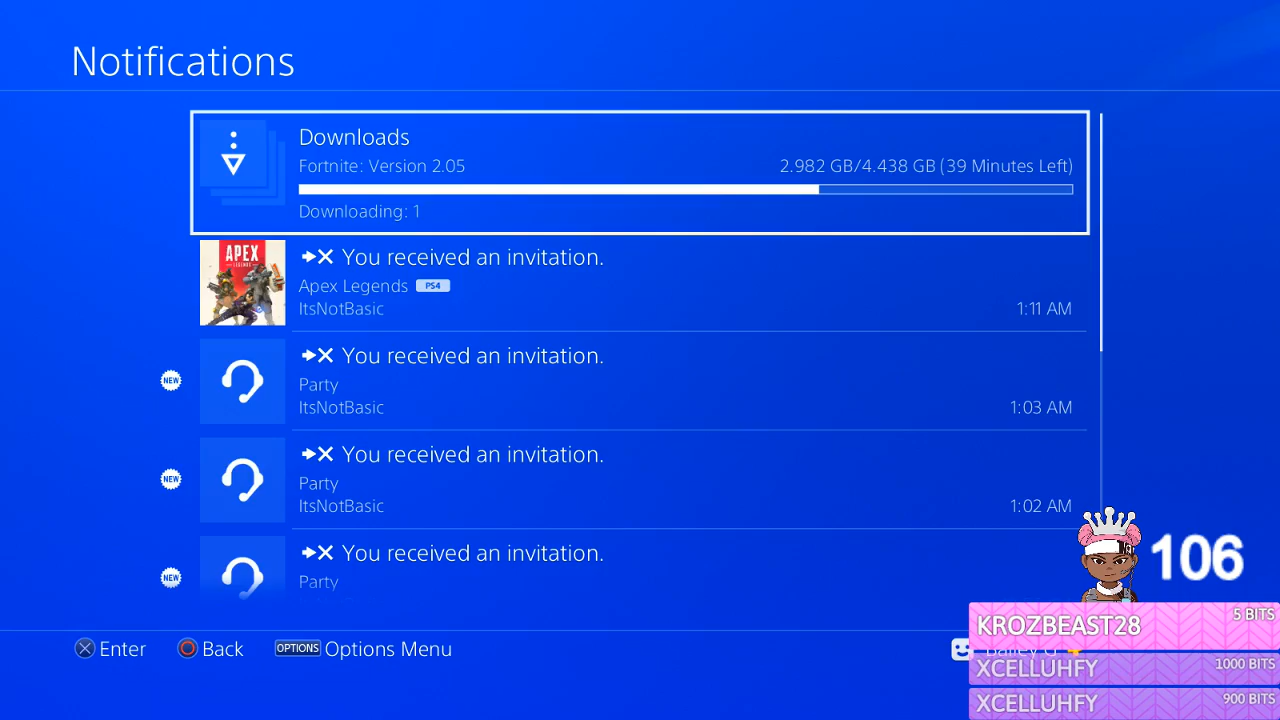 Notifications
Downloads
Fortnite: Version 2.05
2.982 GB/4.438 GB (39 Minutes Left)
Downloading: 1
APEX
LEGENDS
You received an invitation.
Apex Legends PS4
ItsNotBasic
1:11 AM
NEW
You received an invitation.
Party
ItsNotBasic
1:03 AM
NEW
You received an invitation.
Party
ItsNotBasic
1:02 AM
NEW
You received an invitation.
Party
106
KROZBEAST28
5 BITS
XCELLUHFY
1000 BITS
XCELLUHFY
900 BITS
Enter
Back
OPTIONS Options Menu
Bailey G